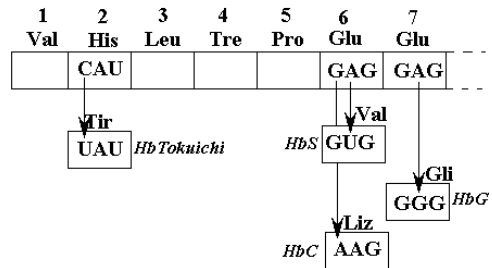 1 2 3 4 5 6 7
Val His Leu Tre Pro Glu Glu
CAU GAG GAG
Tir Val
UAU HbTokuichi HbS GUG
Gli
GGG HbG
Liz
HbC AAG